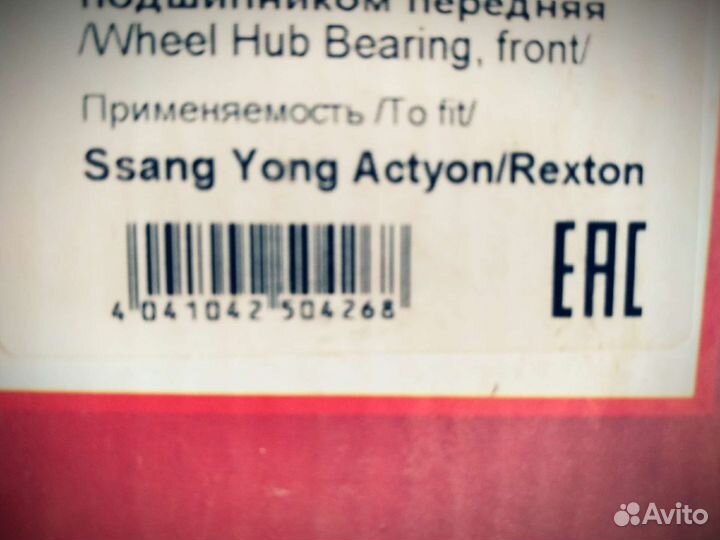 подшипником передняя
/Wheel Hub Bearing, front/
Применяемость /To fit/
Ssang Yong Actyon/Rexton
4 041042 504268
EAC
Avito